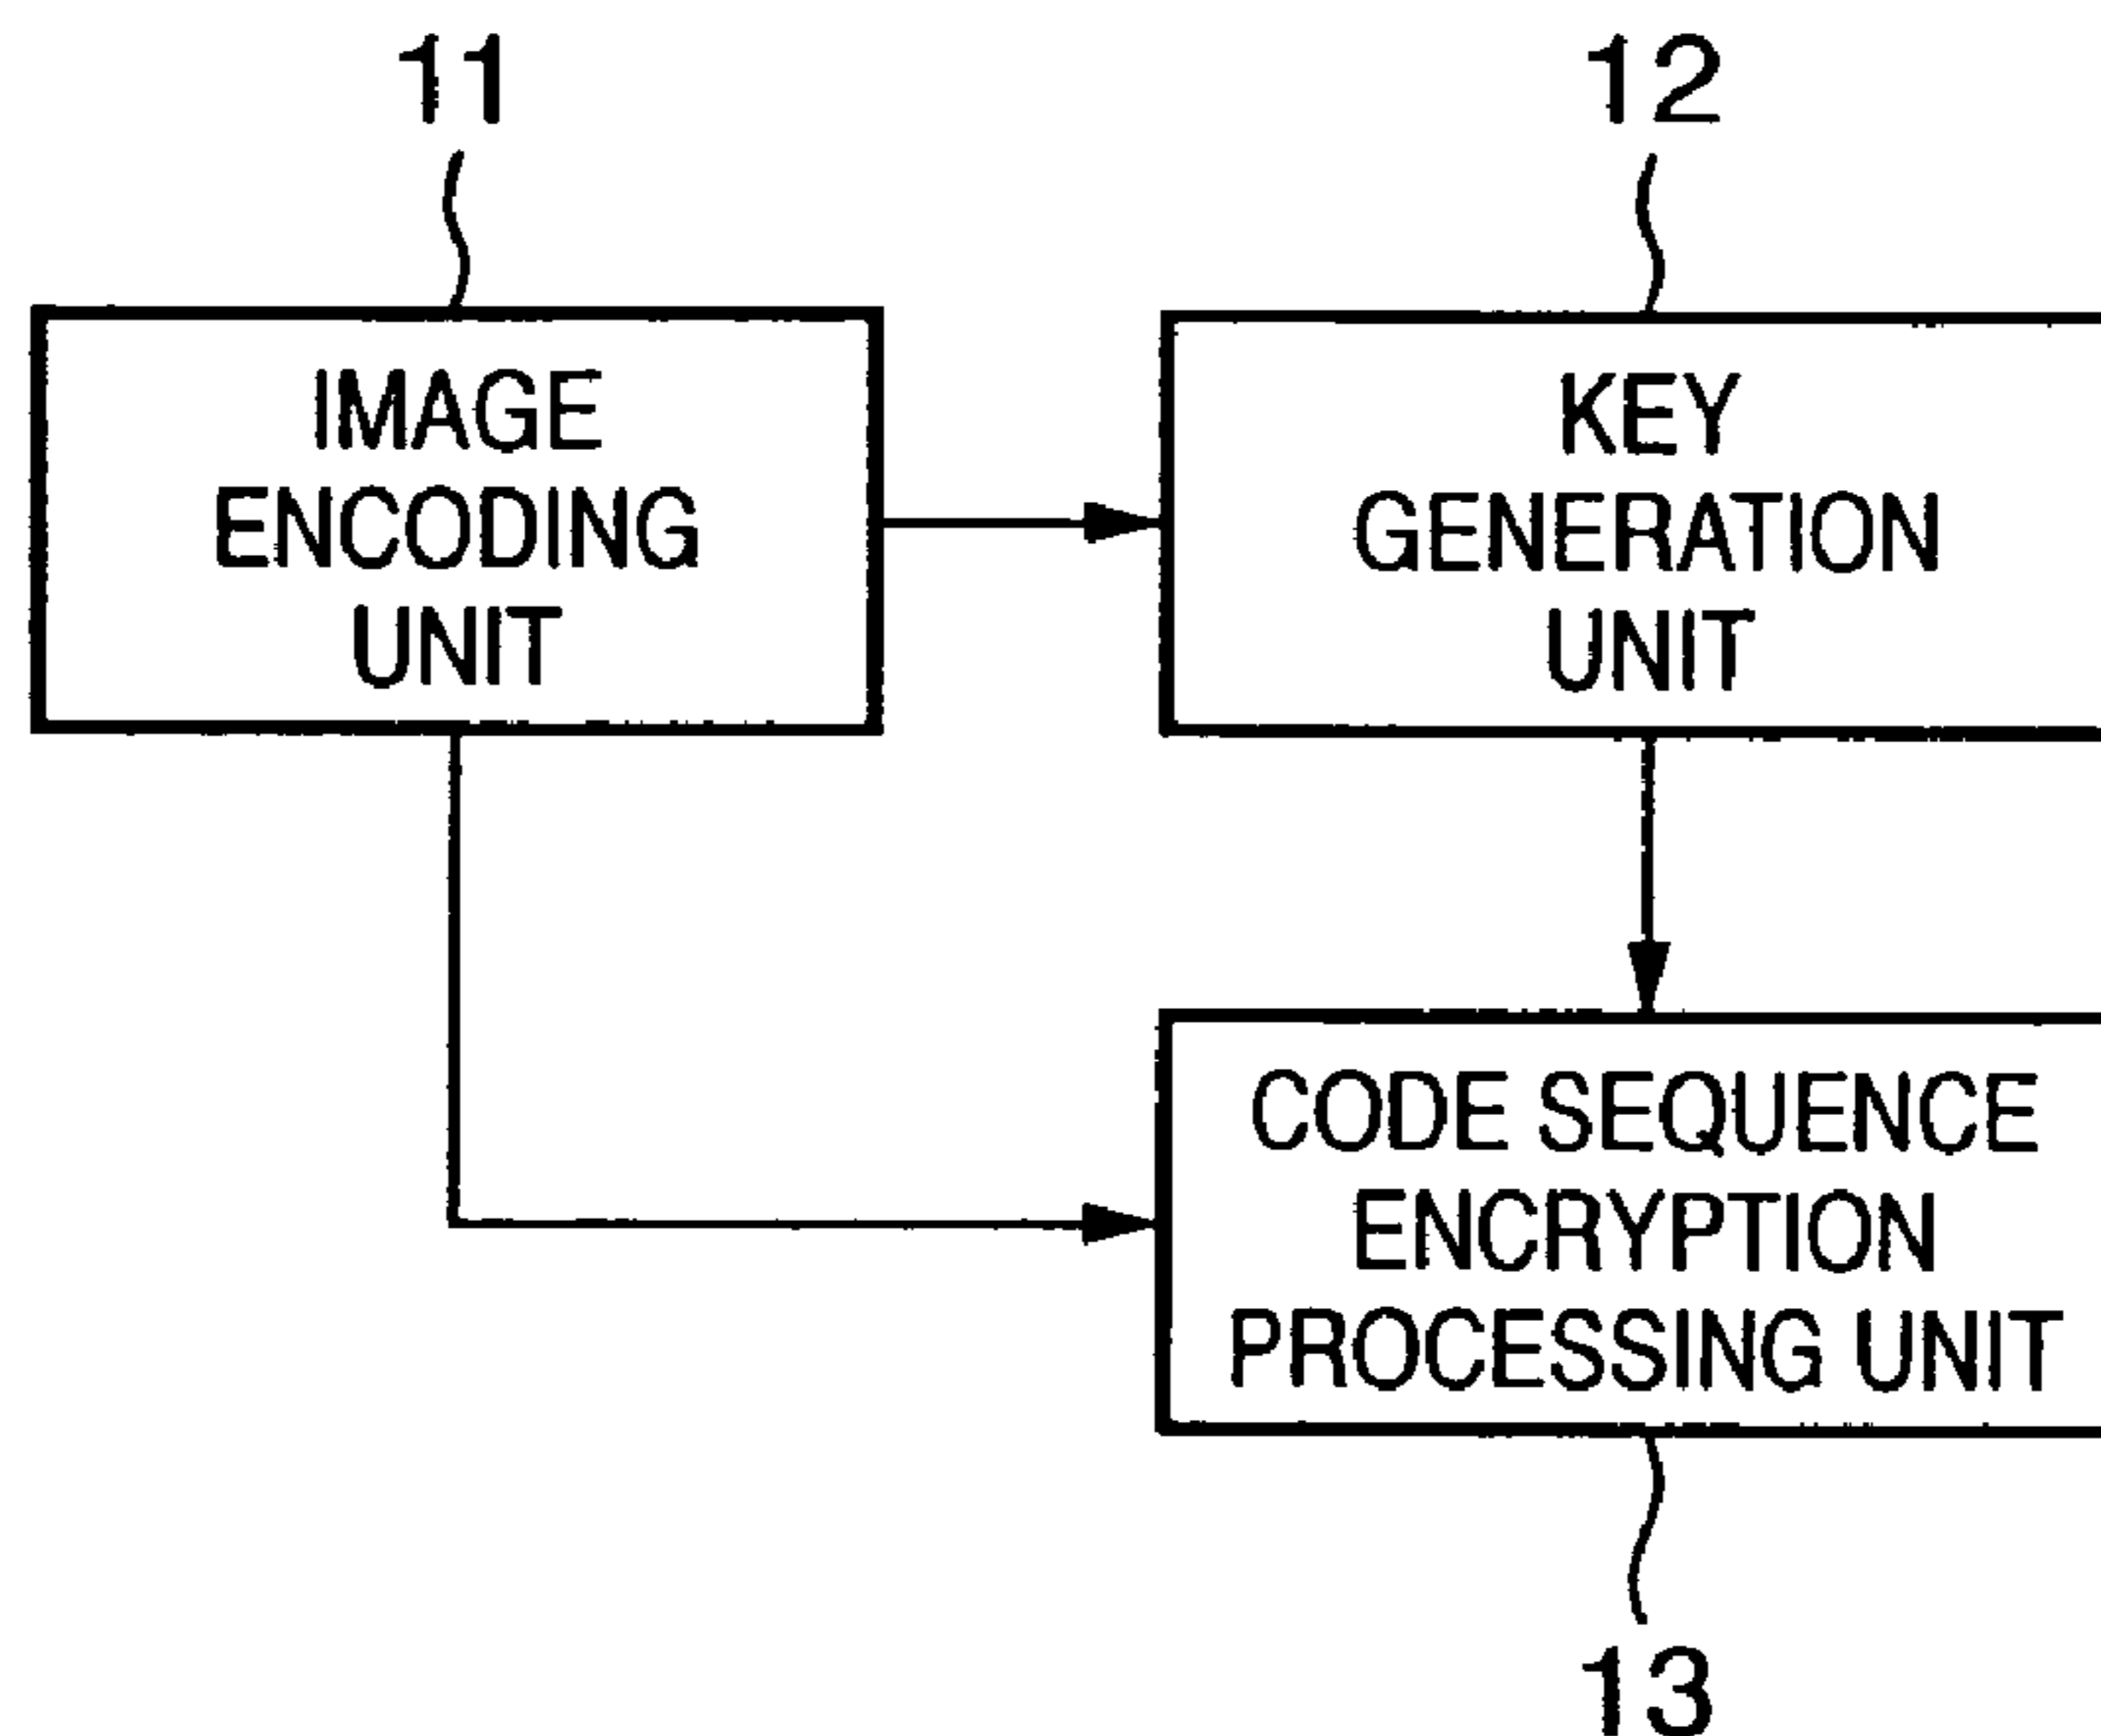 11
12
IMAGE
ENCODING
UNIT
KEY
GENERATION
UNIT
CODE SEQUENCE
ENCRYPTION
PROCESSING UNIT
13